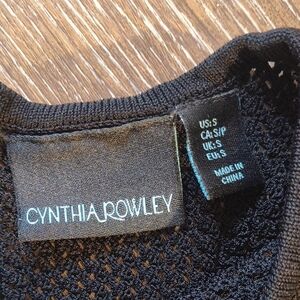 CYNTHIA ROWLEY
US:S
CA:S/P
UK:S
EU:S
MADE IN
CHINA